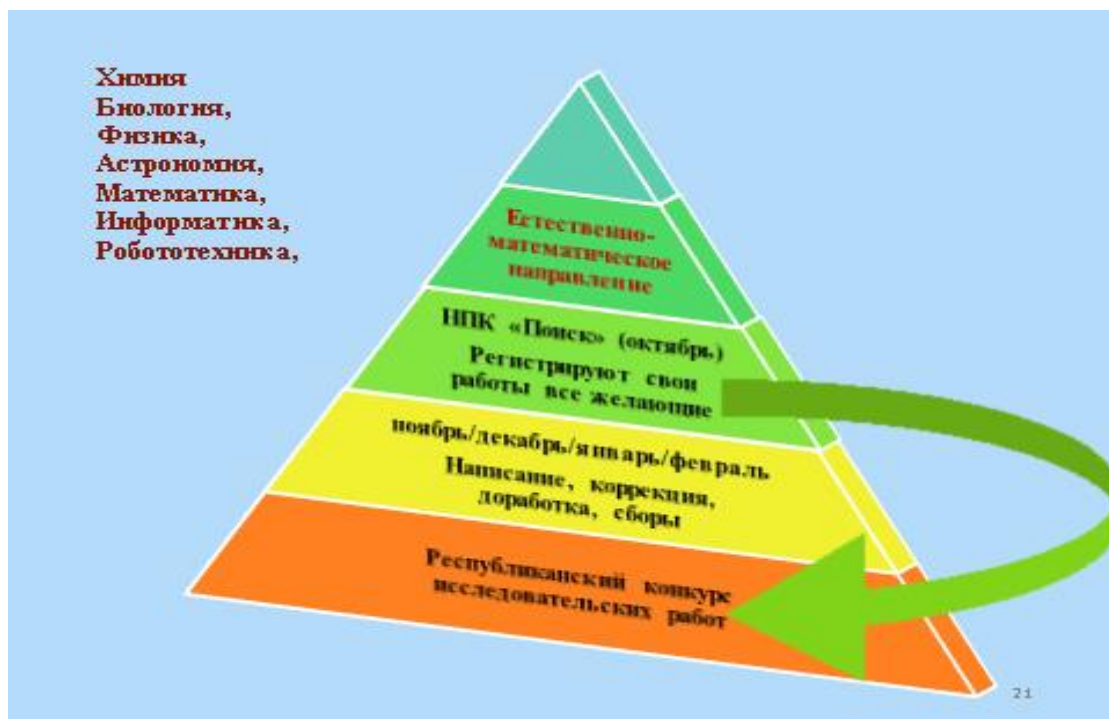 Химия
Биология,
Физика,
Астрономия,
Математика,
Информатика,
Робототехника,
Естественно-
математическое
направление
НПК «Поиск» (октябрь)
Регистрируют свои
работы все желающие
ноябрь/декабрь/январь/февраль
Написание, коррекция,
доработка, сборы
Республиканский конкурс
исследовательских работ
21